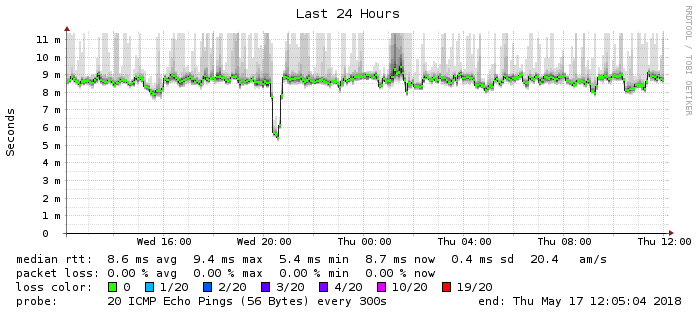 Last 24 Hours
RRDTOOL / TOBI OETIKER
Seconds
11 m
10 m
9 m
8 m
7 m
6 m
5 m
4 m
3 m
2 m
1 m
0
Wed 16:00 Wed 20:00 Thu 00:00 Thu 04:00 Thu 08:00 Thu 12:00
median rtt: 8.6 ms avg 9.4 ms max 5.4 ms min 8.7 ms now 0.4 ms sd 20.4 am/s
packet loss: 0.00 % avg 0.00 % max 0.00 % min 0.00 % now
loss color: 0 1/20 2/20 3/20 4/20 10/20 19/20
probe: 20 ICMP Echo Pings (56 Bytes) every 300s end: Thu May 17 12:05:04 2018